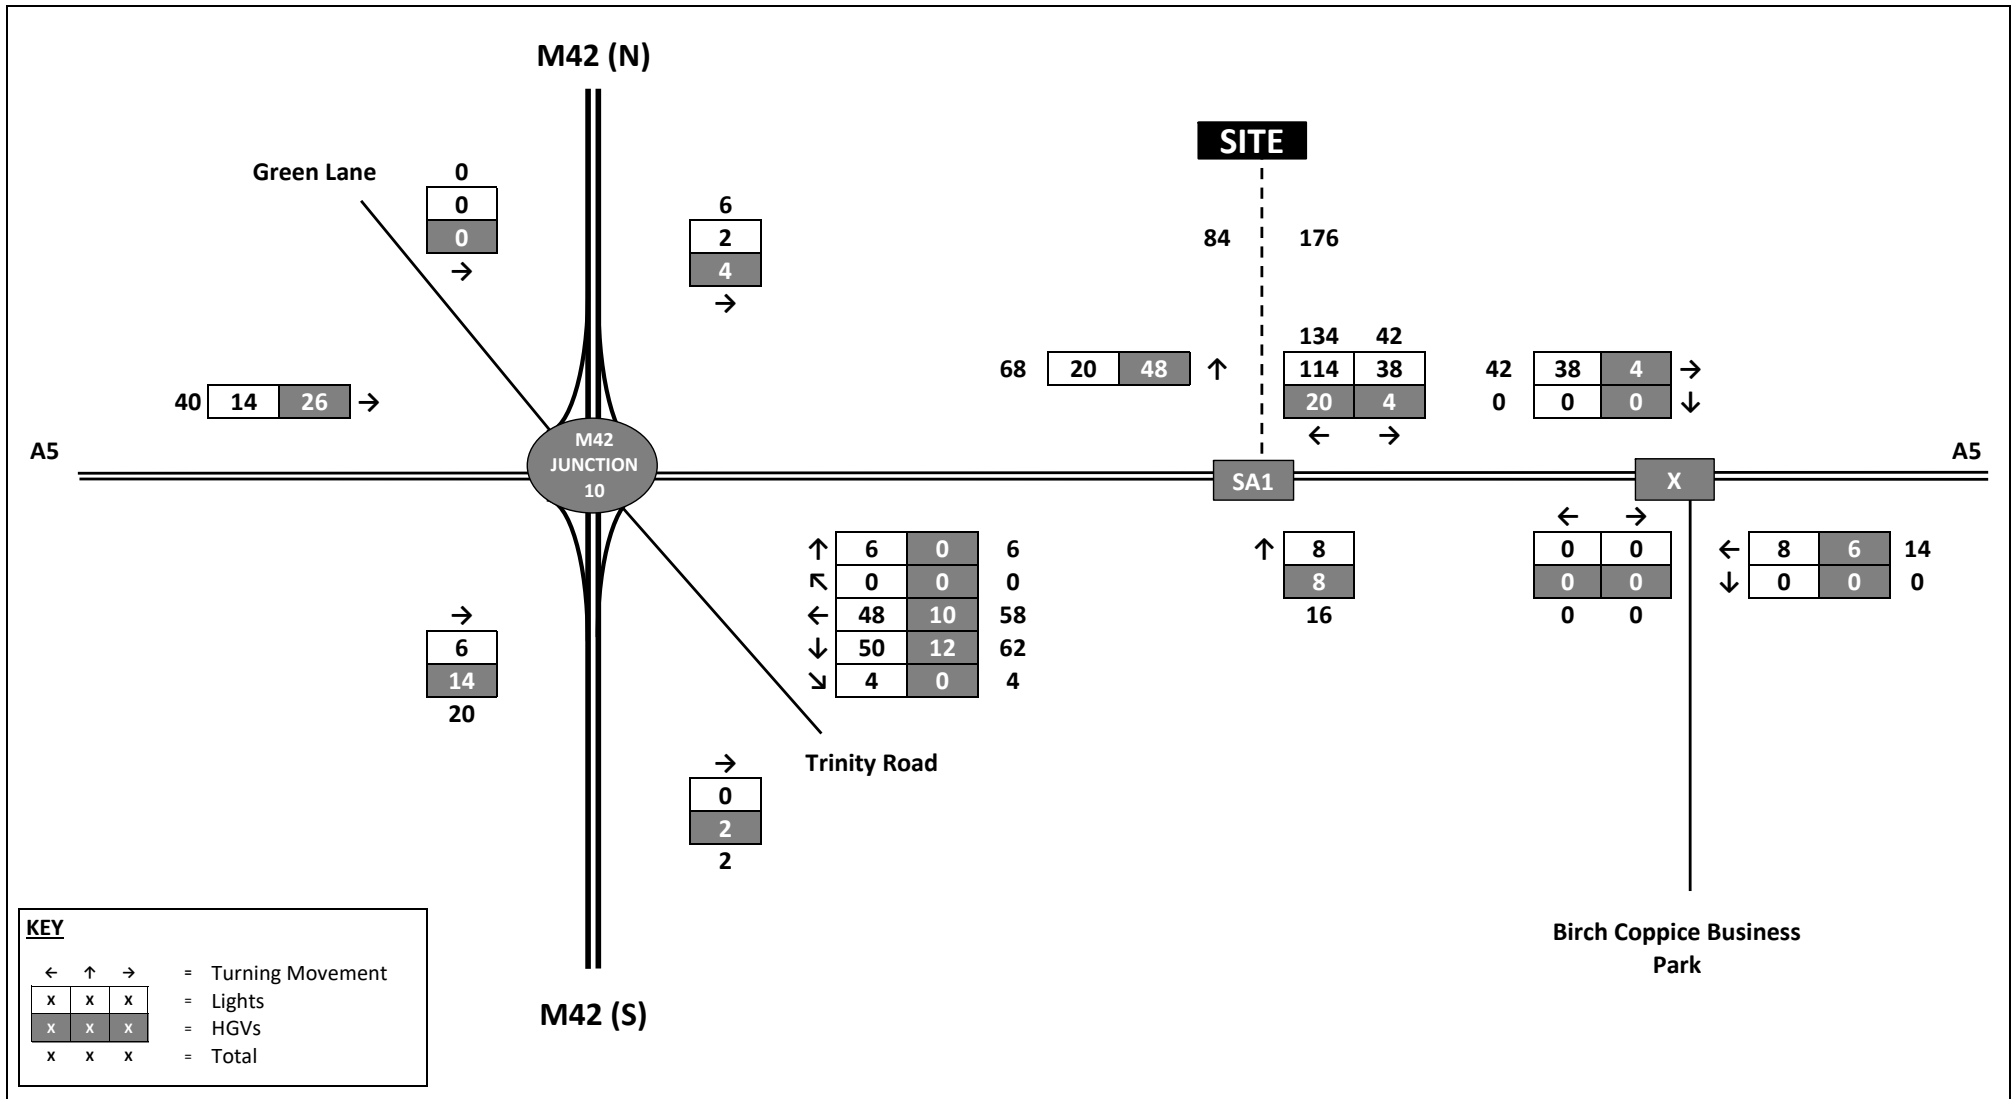 M42 (N)
SITE
Green Lane
0
0
0
→
6
2
4
→
84 176
134 42
114 38
20 4
← →
68 20 48 ↑
42 38 4 →
0 0 0 ↓
40 14 26 →
A5
M42
JUNCTION
10
SA1
X
A5
↑ 6 0 6
↖ 0 0 0
← 48 10 58
↓ 50 12 62
↘ 4 0 4
↑ 8
8
16
← →
0 0
0 0
0 0
← 8 6 14
↓ 0 0 0
→
6
14
20
Trinity Road
→
0
2
2
Birch Coppice Business
Park
M42 (S)
KEY
← ↑ → = Turning Movement
x x x = Lights
x x x = HGVs
x x x = Total